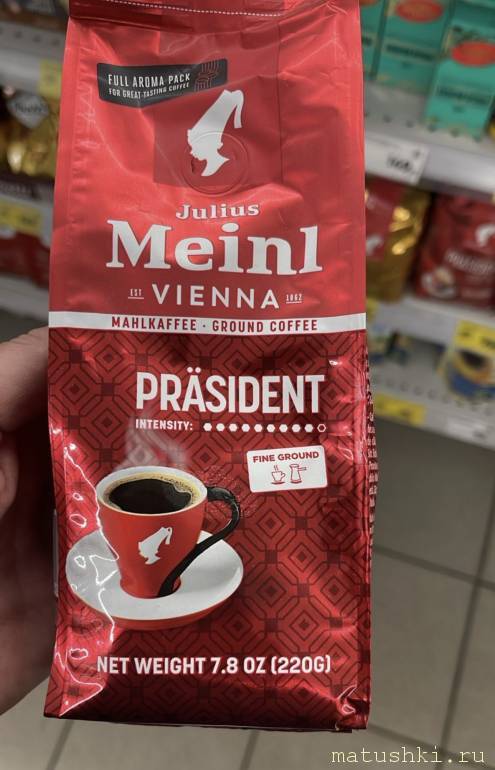 FULL AROMA PACK
FOR GREAT-TASTING COFFEE
Julius
Meinl
EST VIENNA 1862
MAHLKAFFEE · GROUND COFFEE
PRÄSIDENT
INTENSITY:
FINE GROUND
NET WEIGHT 7.8 OZ (220G)
matushki.ru